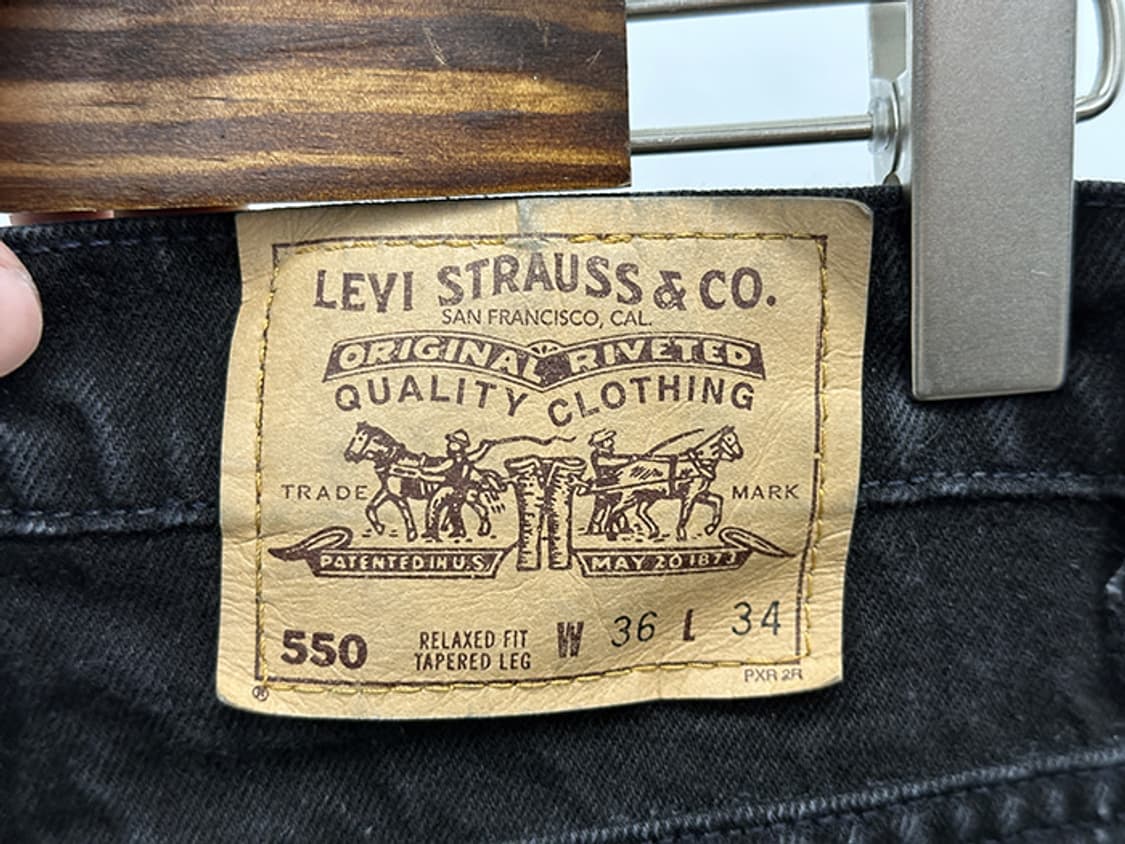 LEVI STRAUSS & CO.
SAN FRANCISCO, CAL.
ORIGINAL RIVETED
QUALITY CLOTHING
TRADE MARK
PATENTED IN U.S. MAY 20 1873
550 RELAXED FIT W 36 L 34
TAPERED LEG
PXR 2R
®